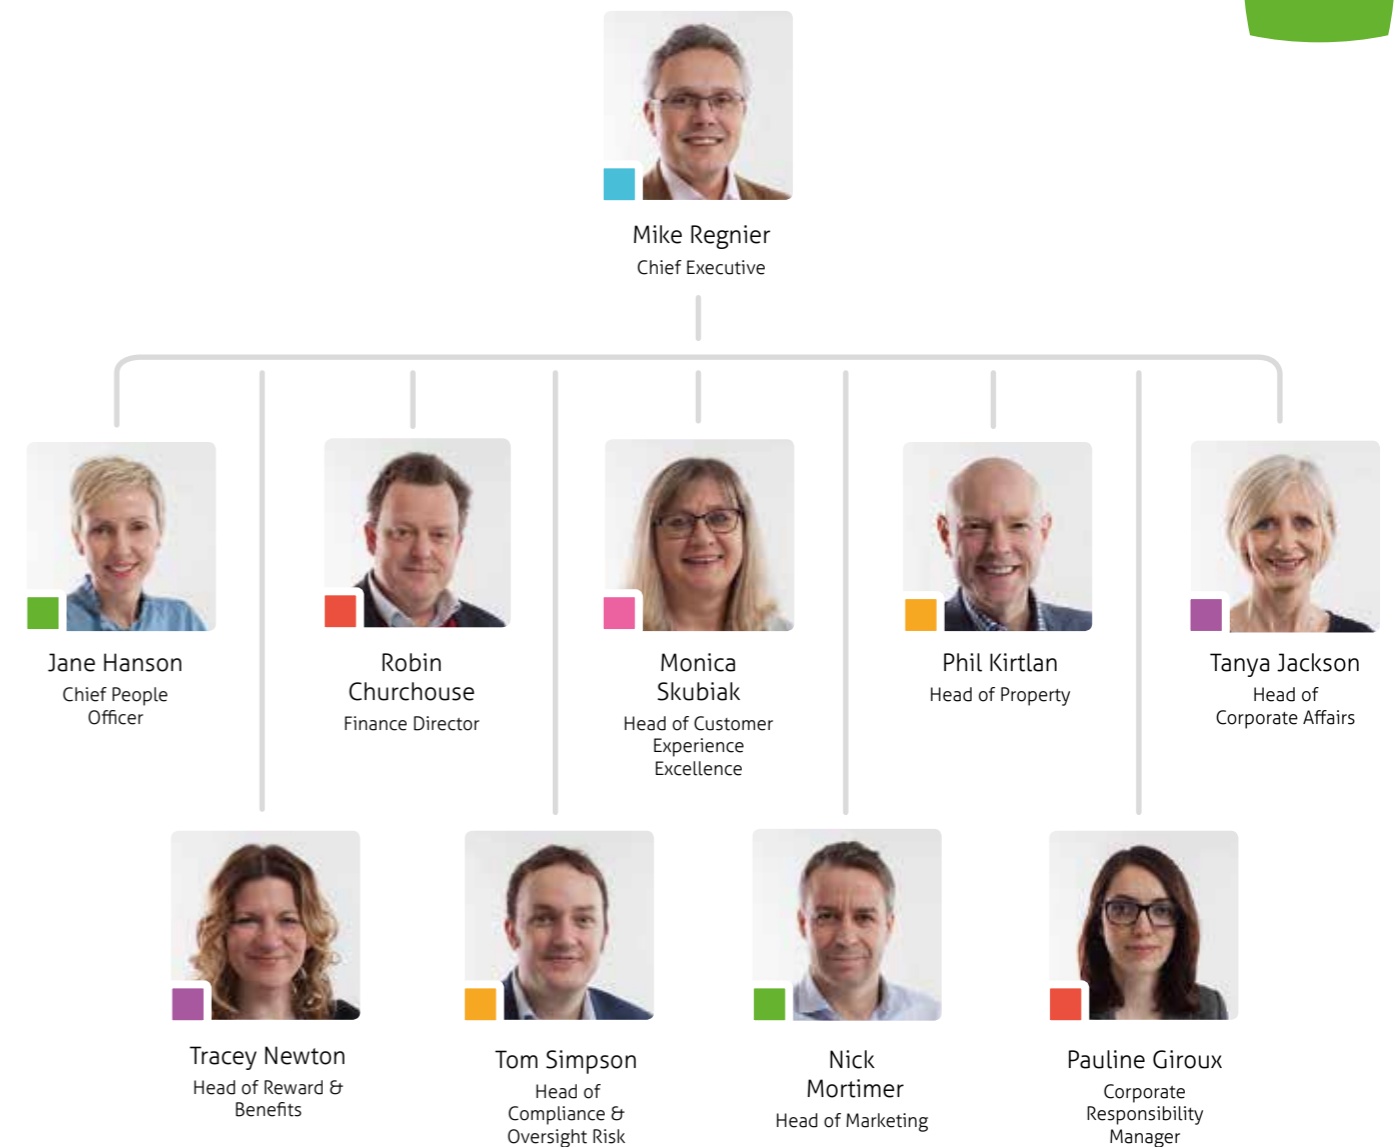 Mike Regnier
Chief Executive
Jane Hanson
Chief People
Officer
Robin
Churchouse
Finance Director
Monica
Skubiak
Head of Customer
Experience
Excellence
Phil Kirtlan
Head of Property
Tanya Jackson
Head of
Corporate Affairs
Tracey Newton
Head of Reward &
Benefits
Tom Simpson
Head of
Compliance &
Oversight Risk
Nick
Mortimer
Head of Marketing
Pauline Giroux
Corporate
Responsibility
Manager